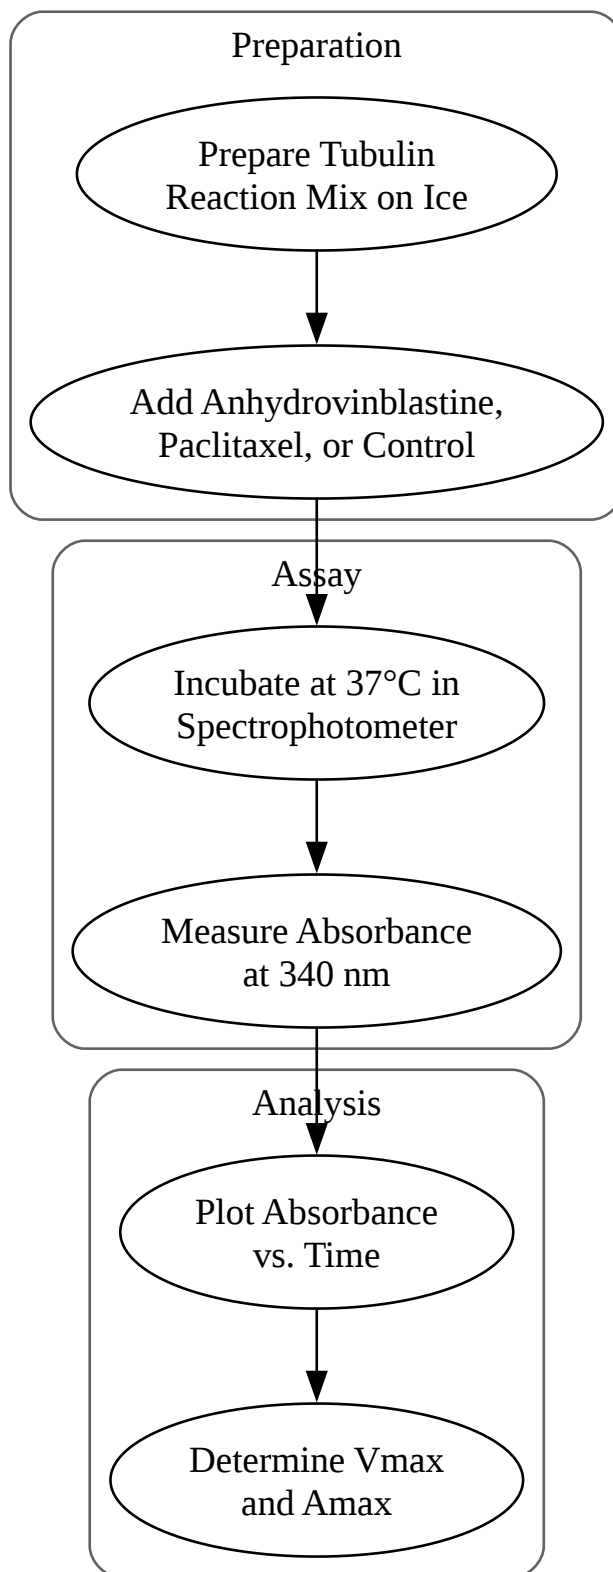 Preparation
Prepare Tubulin
Reaction Mix on Ice
Add Anhydrovinblastine,
Paclitaxel, or Control
Assay
Incubate at 37°C in
Spectrophotometer
Measure Absorbance
at 340 nm
Analysis
Plot Absorbance
vs. Time
Determine Vmax
and Amax